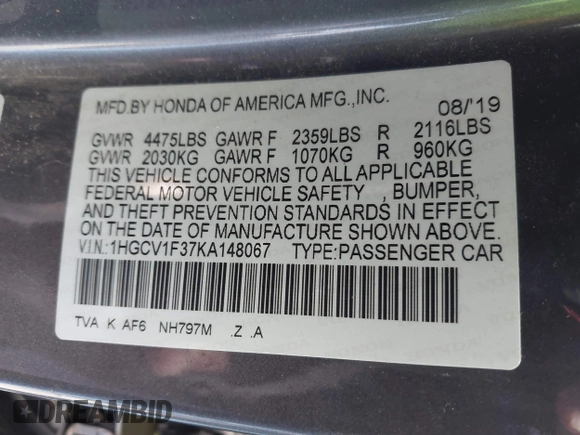 MFD.BY HONDA OF AMERICA MFG.,INC. 08/'19
GVWR 4475LBS GAWR F 2359LBS R 2116LBS
GVWR 2030KG GAWR F 1070KG R 960KG
THIS VEHICLE CONFORMS TO ALL APPLICABLE
FEDERAL MOTOR VEHICLE SAFETY , BUMPER,
AND THEFT PREVENTION STANDARDS IN EFFECT
ON THE DATE OF MANUFACTURE SHOWN ABOVE.
V.I.N.:1HGCV1F37KA148067 TYPE:PASSENGER CAR
TVA K AF6 NH797M .Z .A
DREAMBID